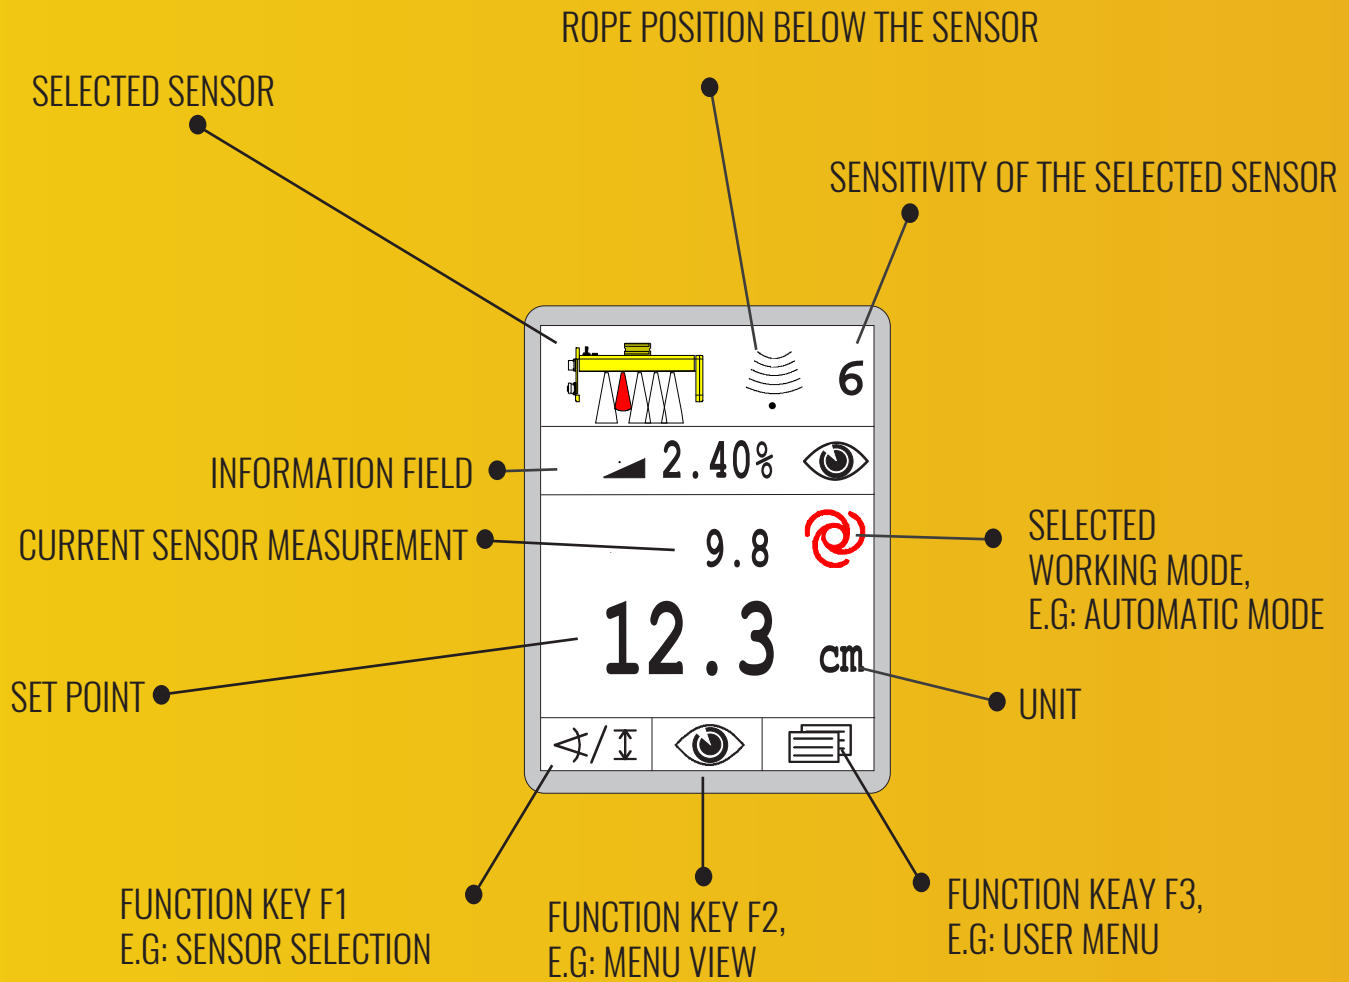 ROPE POSITION BELOW THE SENSOR
SELECTED SENSOR
SENSITIVITY OF THE SELECTED SENSOR
6
INFORMATION FIELD
2.40%
CURRENT SENSOR MEASUREMENT
9.8
SELECTED
WORKING MODE,
E.G: AUTOMATIC MODE
12.3
cm
SET POINT
UNIT
FUNCTION KEY F1
E.G: SENSOR SELECTION
FUNCTION KEY F2,
E.G: MENU VIEW
FUNCTION KEAY F3,
E.G: USER MENU